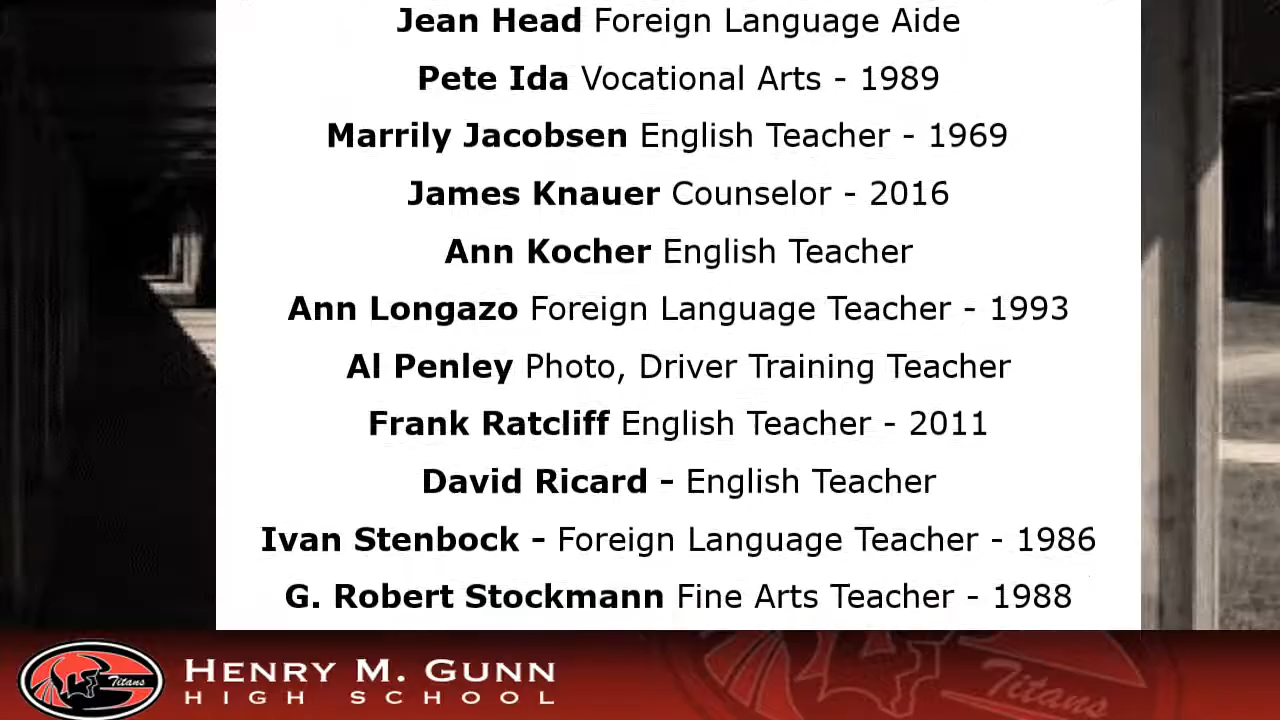 Jean Head Foreign Language Aide
Pete Ida Vocational Arts - 1989
Marrily Jacobsen English Teacher - 1969
James Knauer Counselor - 2016
Ann Kocher English Teacher
Ann Longazo Foreign Language Teacher - 1993
Al Penley Photo, Driver Training Teacher
Frank Ratcliff English Teacher - 2011
David Ricard - English Teacher
Ivan Stenbock - Foreign Language Teacher - 1986
G. Robert Stockmann Fine Arts Teacher - 1988
Titans
HENRY M. GUNN
HIGH SCHOOL
Titans